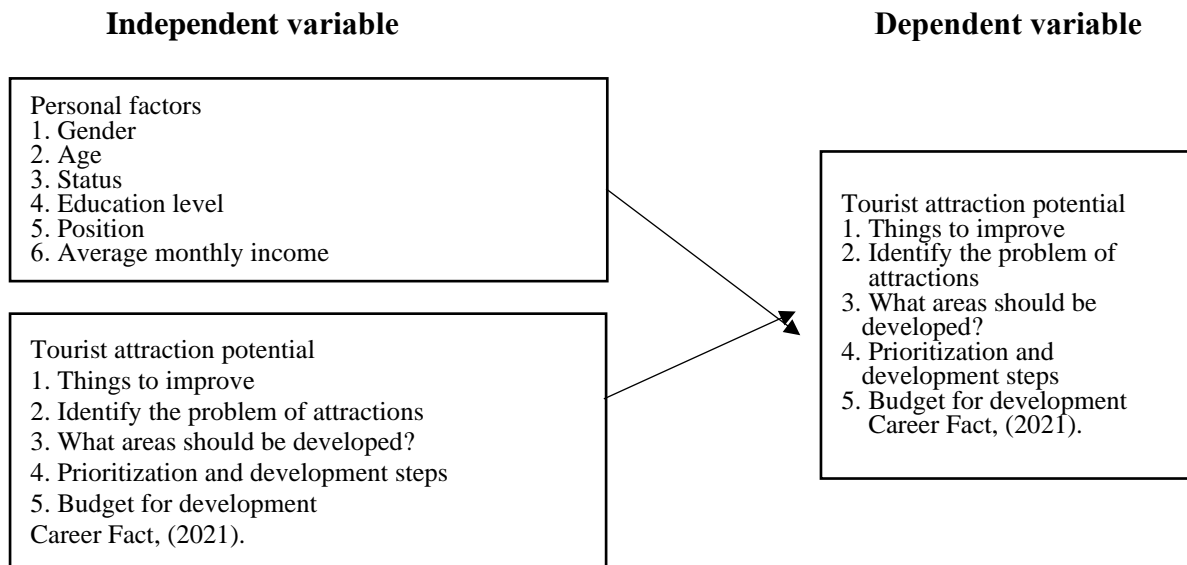 Independent variable
Personal factors
1. Gender
2. Age
3. Status
4. Education level
5. Position
6. Average monthly income
Tourist attraction potential
1. Things to improve
2. Identify the problem of attractions
3. What areas should be developed?
4. Prioritization and development steps
5. Budget for development
Career Fact, (2021).
Dependent variable
Tourist attraction potential
1. Things to improve
2. Identify the problem of
attractions
3. What areas should be
developed?
4. Prioritization and
development steps
5. Budget for development
Career Fact, (2021).